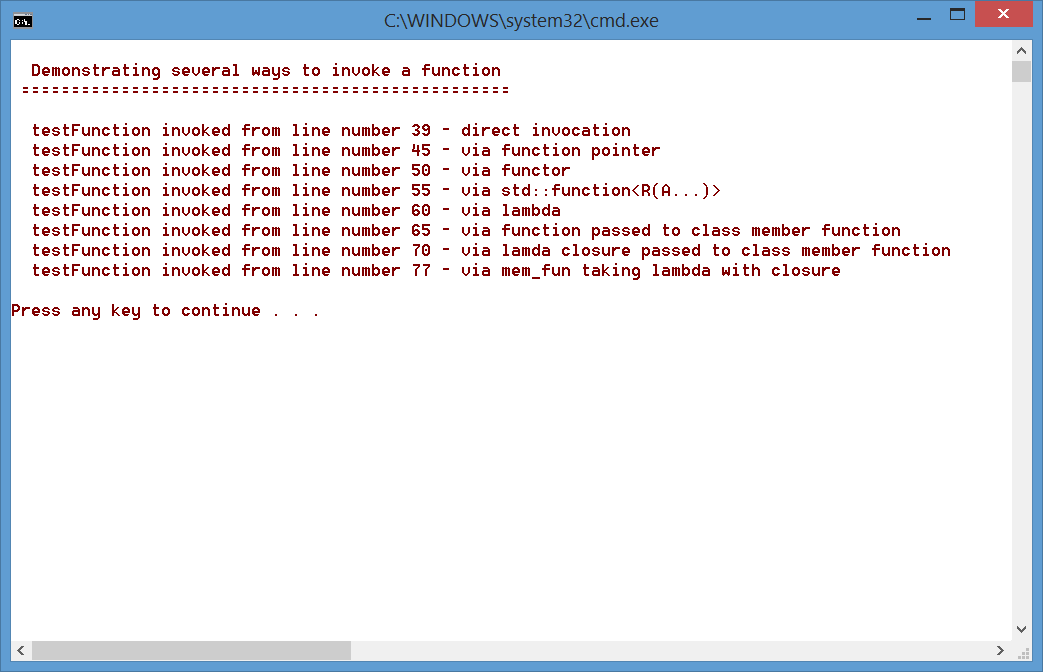 C:\WINDOWS\system32\cmd.exe
Demonstrating several ways to invoke a function
=================================================
testFunction invoked from line number 39 - direct invocation
testFunction invoked from line number 45 - via function pointer
testFunction invoked from line number 50 - via functor
testFunction invoked from line number 55 - via std::function<R(A...)>
testFunction invoked from line number 60 - via lambda
testFunction invoked from line number 65 - via function passed to class member function
testFunction invoked from line number 70 - via lamda closure passed to class member function
testFunction invoked from line number 77 - via mem_fun taking lambda with closure
Press any key to continue . . .